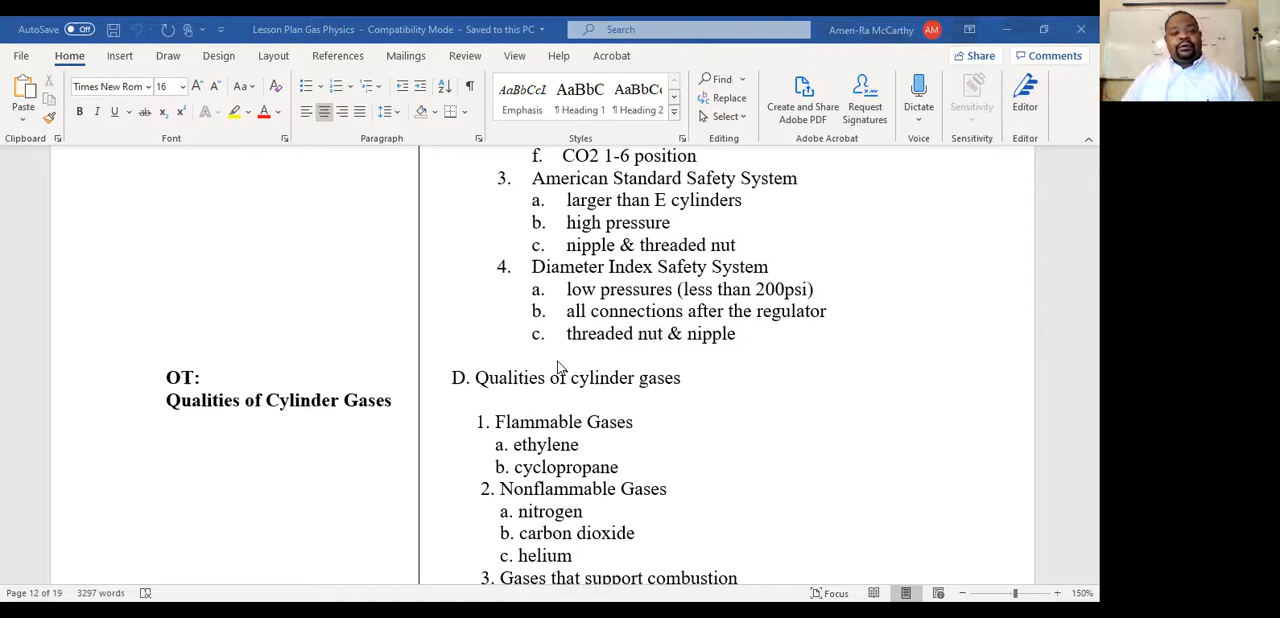 AutoSave Off Lesson Plan Gas Physics - Compatibility Mode - Saved to this PC Search Amen-Ra McCarthy AM
File Home Insert Draw Design Layout References Mailings Review View Help Acrobat Share Comments
Times New Rom 16 Aa AaBbCcI AaBbC AaBbCc Find
Paste Replace Create and Share Request Dictate Sensitivity Editor
B I U ab x x A A Emphasis ¶ Heading 1 ¶ Heading 2 Select Adobe PDF Signatures
Clipboard Font Paragraph Styles Editing Adobe Acrobat Voice Sensitivity Editor
f. CO2 1-6 position
3. American Standard Safety System
a. larger than E cylinders
b. high pressure
c. nipple & threaded nut
4. Diameter Index Safety System
a. low pressures (less than 200psi)
b. all connections after the regulator
c. threaded nut & nipple
OT:
Qualities of Cylinder Gases
D. Qualities of cylinder gases
1. Flammable Gases
a. ethylene
b. cyclopropane
2. Nonflammable Gases
a. nitrogen
b. carbon dioxide
c. helium
3. Gases that support combustion
Page 12 of 19 3297 words Focus 150%